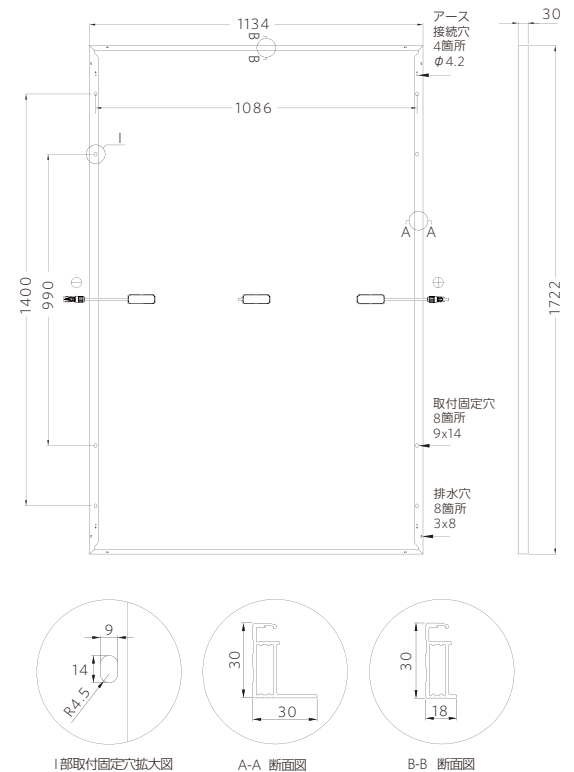 1134
30
B
B
アース
接続穴
4箇所
φ4.2
1086
I
A A
1400
990
1722
取付固定穴
8箇所
9x14
排水穴
8箇所
3x8
9
14
R4.5
30
30
30
18
I部取付固定穴拡大図
A-A 断面図
B-B 断面図